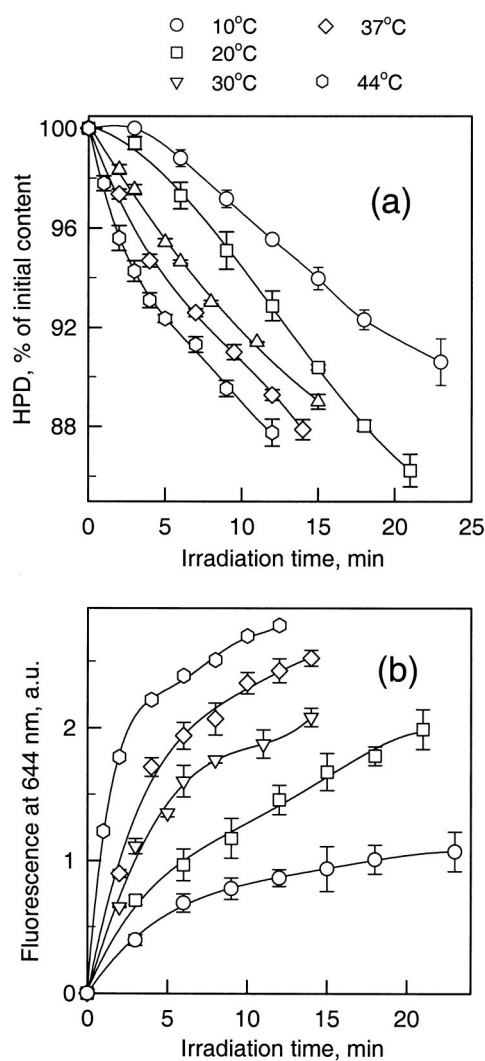 10°C
37°C
20°C
30°C
44°C
(a)
HPD, % of initial content
100
96
92
88
0
5
10
15
20
25
Irradiation time, min
(b)
Fluorescence at 644 nm, a.u.
2
1
0
0
5
10
15
20
Irradiation time, min